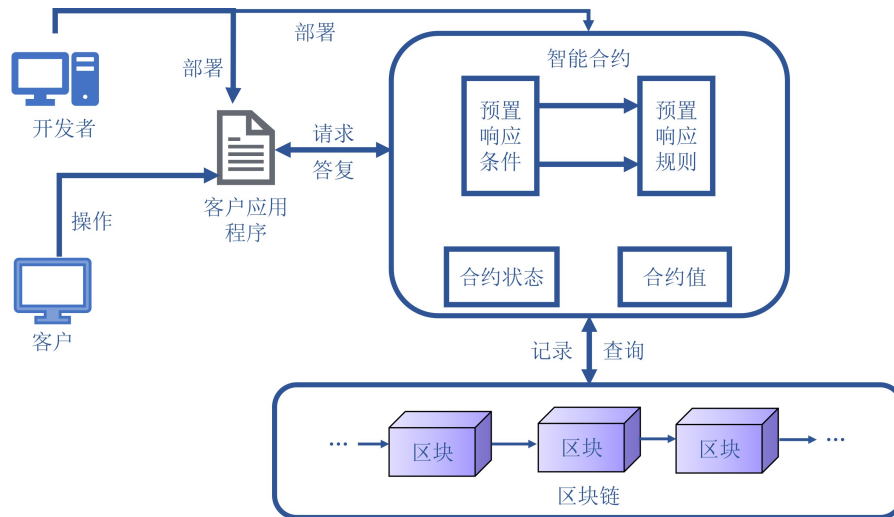 部署
智能合约
部署
预置
响应
条件
预置
响应
规则
开发者
请求
答复
客户应用
程序
操作
合约状态
合约值
客户
记录
查询
···
区块
区块
区块
···
区块链